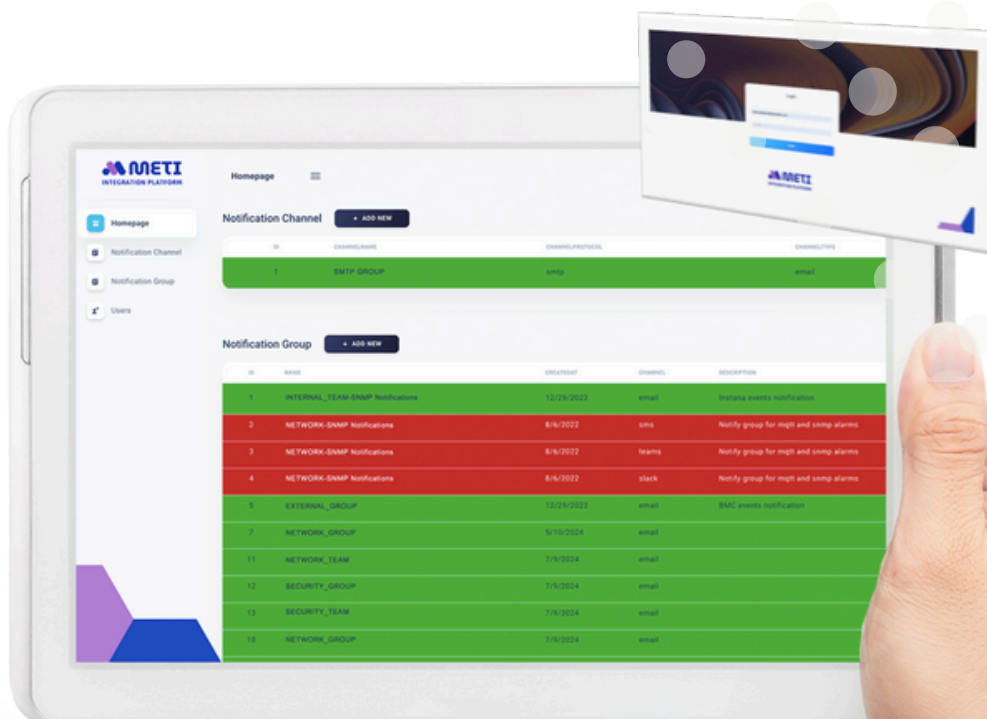 METI
INTEGRATION PLATFORM
Homepage
Homepage
Notification Channel
Notification Group
Users
Notification Channel + ADD NEW
ID CHANNELNAME CHANNELPROTOCOL CHANNELTYPE
1 SMTP GROUP smtp email
Notification Group + ADD NEW
ID NAME CREATEDAT CHANNEL DESCRIPTION
1 INTERNAL_TEAM-SNMP Notifications 12/29/2023 email Instana events notification
2 NETWORK-SNMP Notifications 8/6/2022 sms Notify group for mqtt and snmp alarms
3 NETWORK-SNMP Notifications 8/6/2022 teams Notify group for mqtt and snmp alarms
4 NETWORK-SNMP Notifications 8/6/2022 slack Notify group for mqtt and snmp alarms
5 EXTERNAL_GROUP 12/29/2023 email BMC events notification
7 NETWORK_GROUP 5/10/2024 email
11 NETWORK_TEAM 7/9/2024 email
12 SECURITY_GROUP 7/9/2024 email
13 SECURITY_TEAM 7/9/2024 email
18 NETWORK_GROUP 7/9/2024 email
Login
METI
INTEGRATION PLATFORM